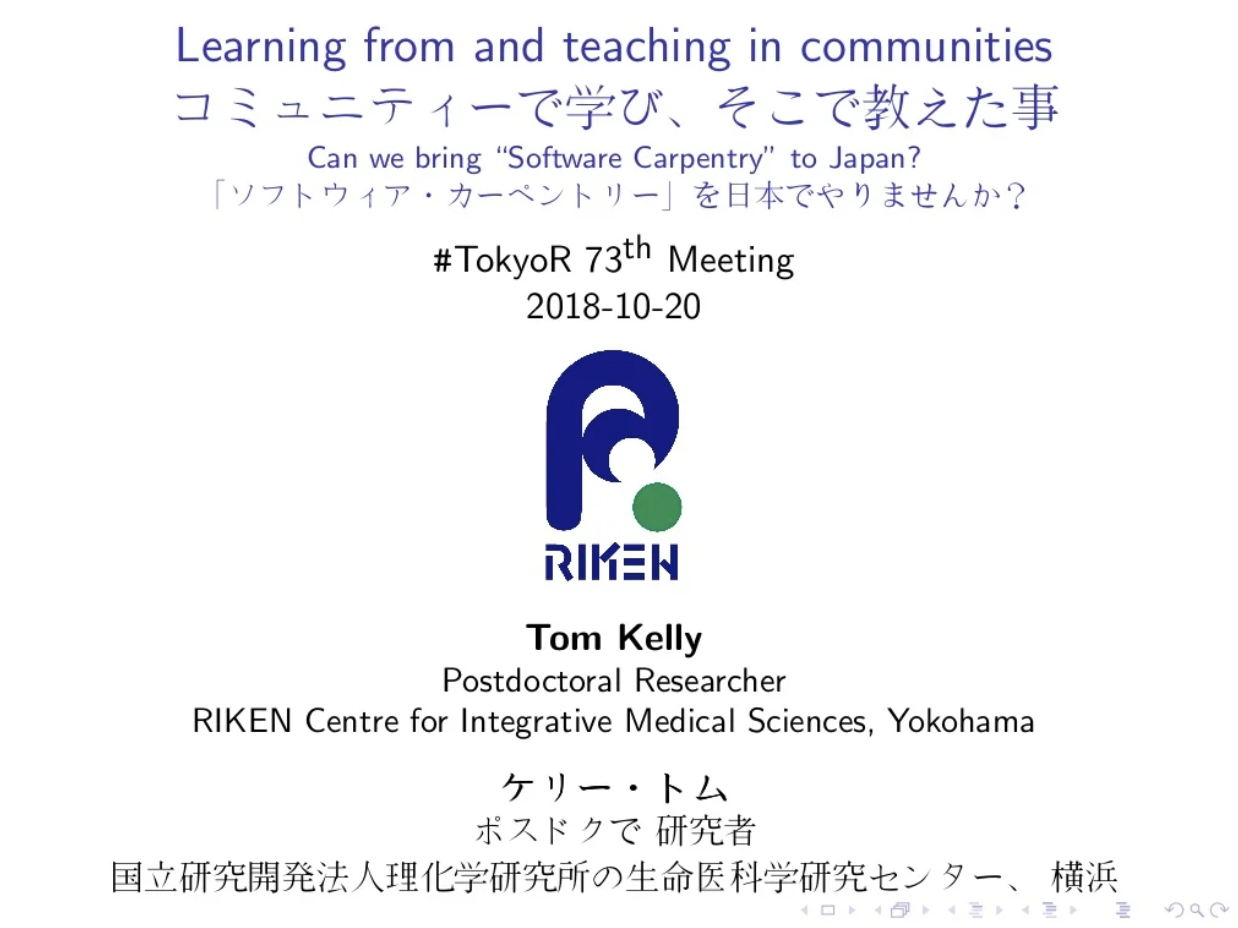 Learning from and teaching in communities
コミュニティーで学び、そこで教えた事
Can we bring “Software Carpentry” to Japan?
「ソフトウィア・カーペントリー」を日本でやりませんか？
#TokyoR 73th Meeting
2018-10-20
RIKEN
Tom Kelly
Postdoctoral Researcher
RIKEN Centre for Integrative Medical Sciences, Yokohama
ケリー・トム
ポスドクで 研究者
国立研究開発法人理化学研究所の生命医科学研究センター、 横浜